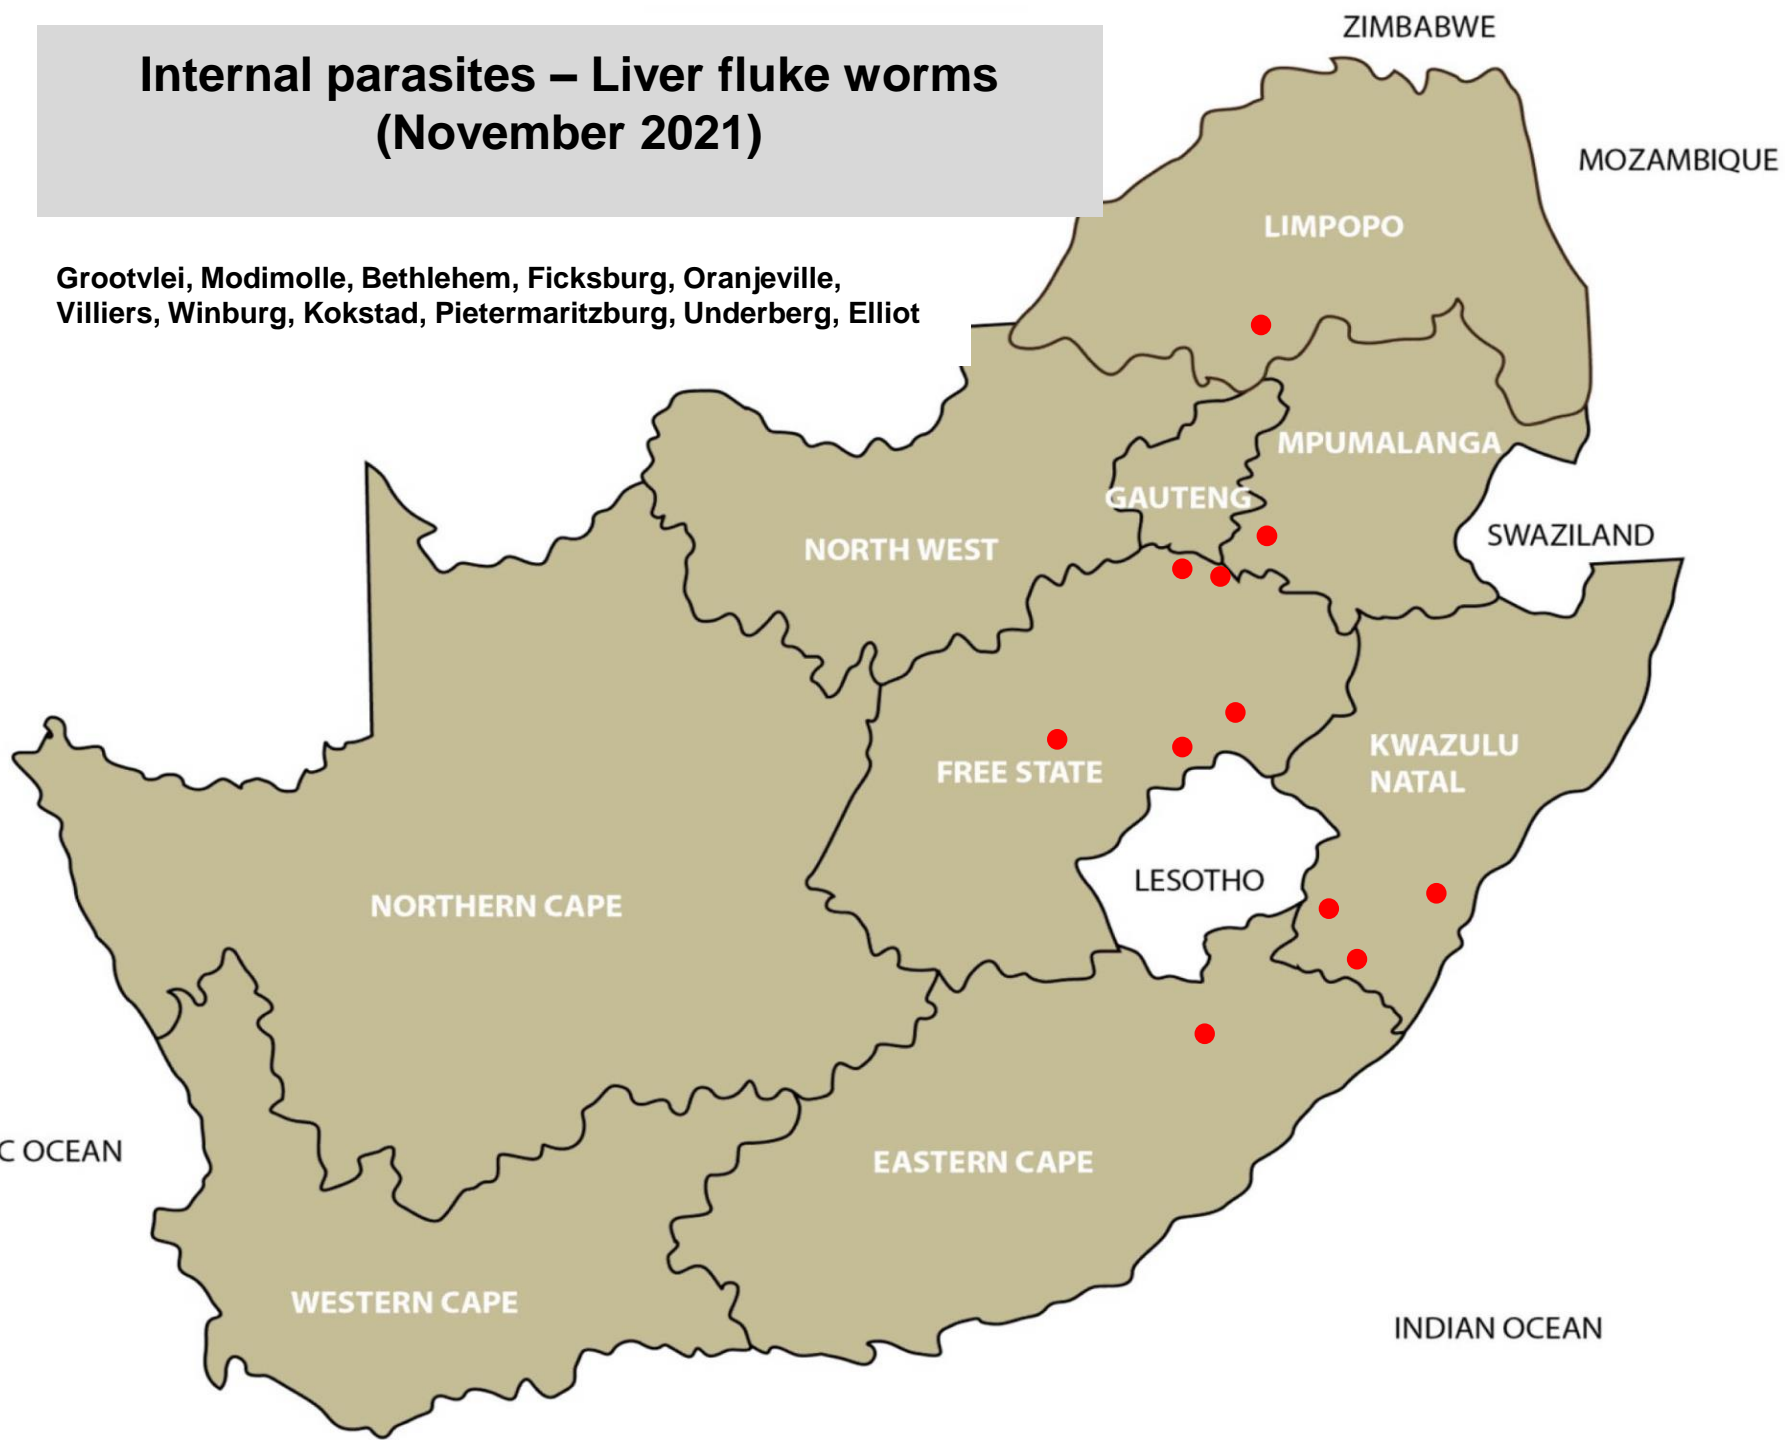 ZIMBABWE
Internal parasites – Liver fluke worms
(November 2021)
MOZAMBIQUE
LIMPOPO
Grootvlei, Modimolle, Bethlehem, Ficksburg, Oranjeville,
Villiers, Winburg, Kokstad, Pietermaritzburg, Underberg, Elliot
MPUMALANGA
GAUTENG
SWAZILAND
NORTH WEST
KWAZULU
NATAL
FREE STATE
LESOTHO
NORTHERN CAPE
C OCEAN
EASTERN CAPE
WESTERN CAPE
INDIAN OCEAN